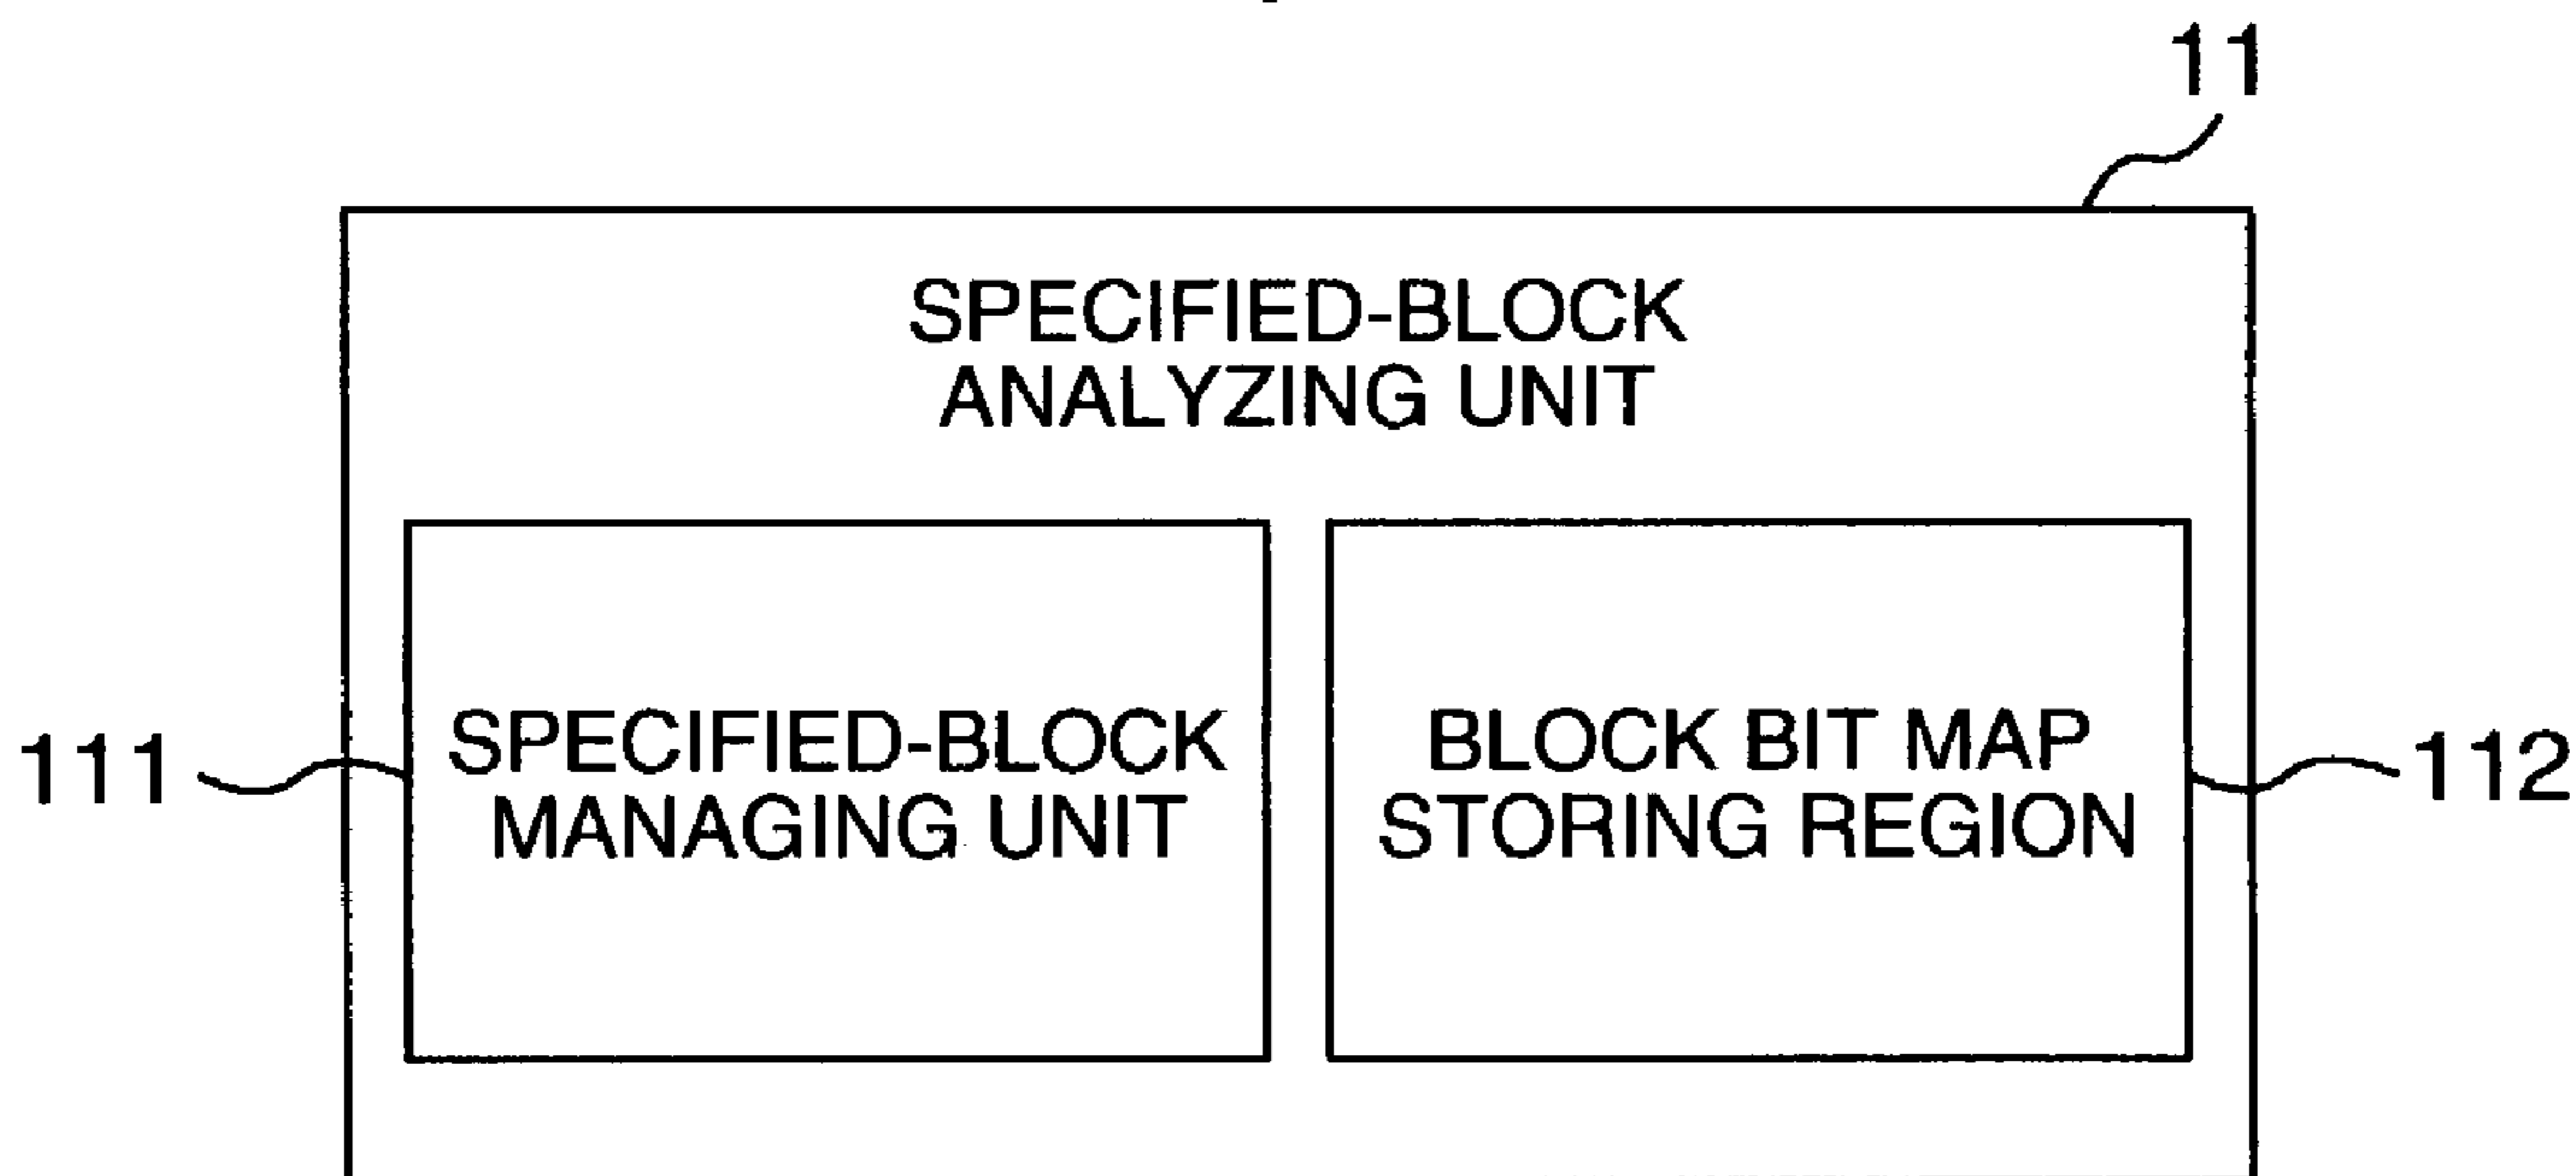 11
SPECIFIED-BLOCK
ANALYZING UNIT
111
SPECIFIED-BLOCK
MANAGING UNIT
BLOCK BIT MAP
STORING REGION
112